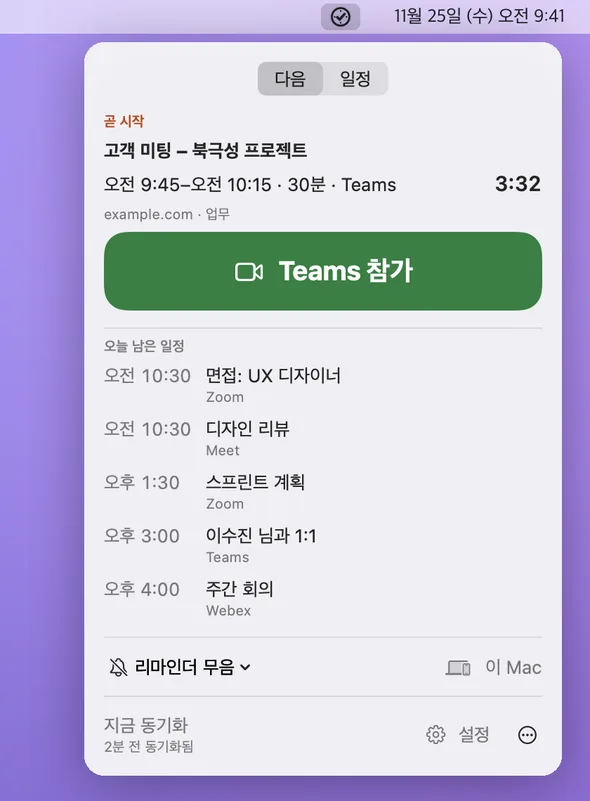 11월 25일 (수) 오전 9:41
다음 일정
곧 시작
고객 미팅 – 북극성 프로젝트
오전 9:45–오전 10:15 · 30분 · Teams 3:32
example.com · 업무
Teams 참가
오늘 남은 일정
오전 10:30 면접: UX 디자이너
Zoom
오전 10:30 디자인 리뷰
Meet
오후 1:30 스프린트 계획
Zoom
오후 3:00 이수진 님과 1:1
Teams
오후 4:00 주간 회의
Webex
리마인더 무음 이 Mac
지금 동기화
2분 전 동기화됨
설정